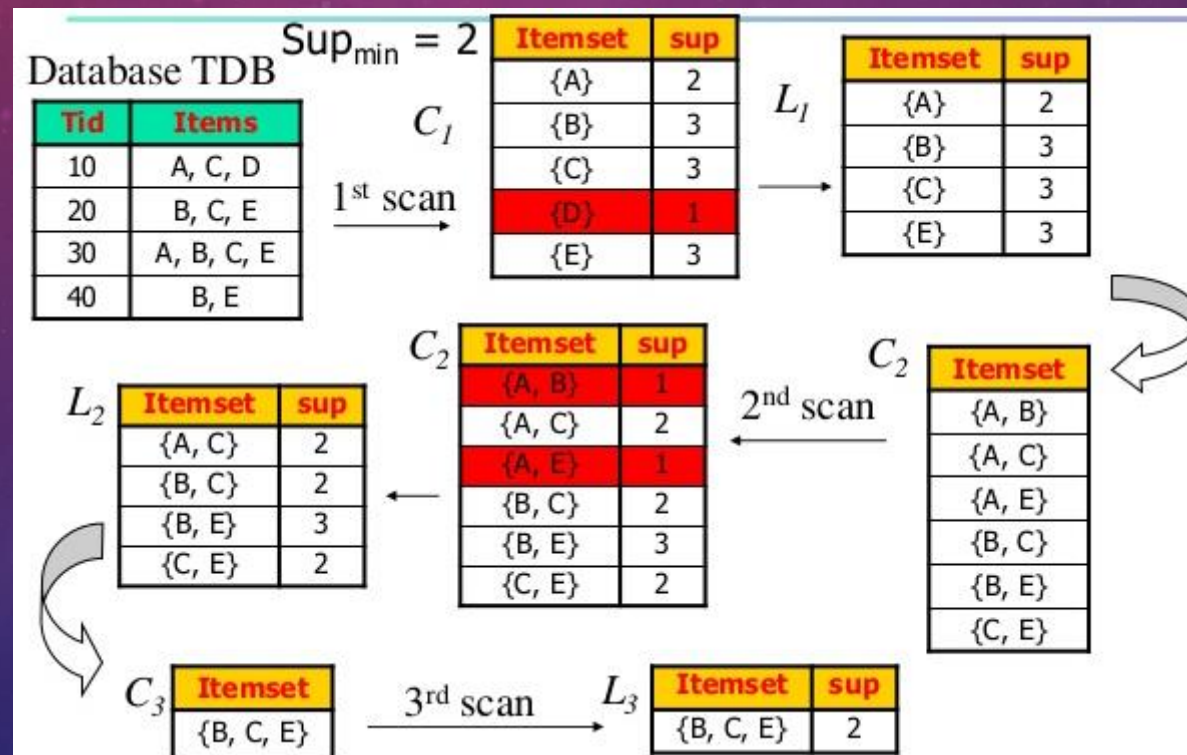 Sup_min = 2
Database TDB
Tid Items
10 A, C, D
20 B, C, E
30 A, B, C, E
40 B, E
1st scan
C1
Itemset sup
{A} 2
{B} 3
{C} 3
{D} 1
{E} 3
L1
Itemset sup
{A} 2
{B} 3
{C} 3
{E} 3
C2
Itemset
{A, B}
{A, C}
{A, E}
{B, C}
{B, E}
{C, E}
2nd scan
C2
Itemset sup
{A, B} 1
{A, C} 2
{A, E} 1
{B, C} 2
{B, E} 3
{C, E} 2
L2
Itemset sup
{A, C} 2
{B, C} 2
{B, E} 3
{C, E} 2
C3
Itemset
{B, C, E}
3rd scan
L3
Itemset sup
{B, C, E} 2